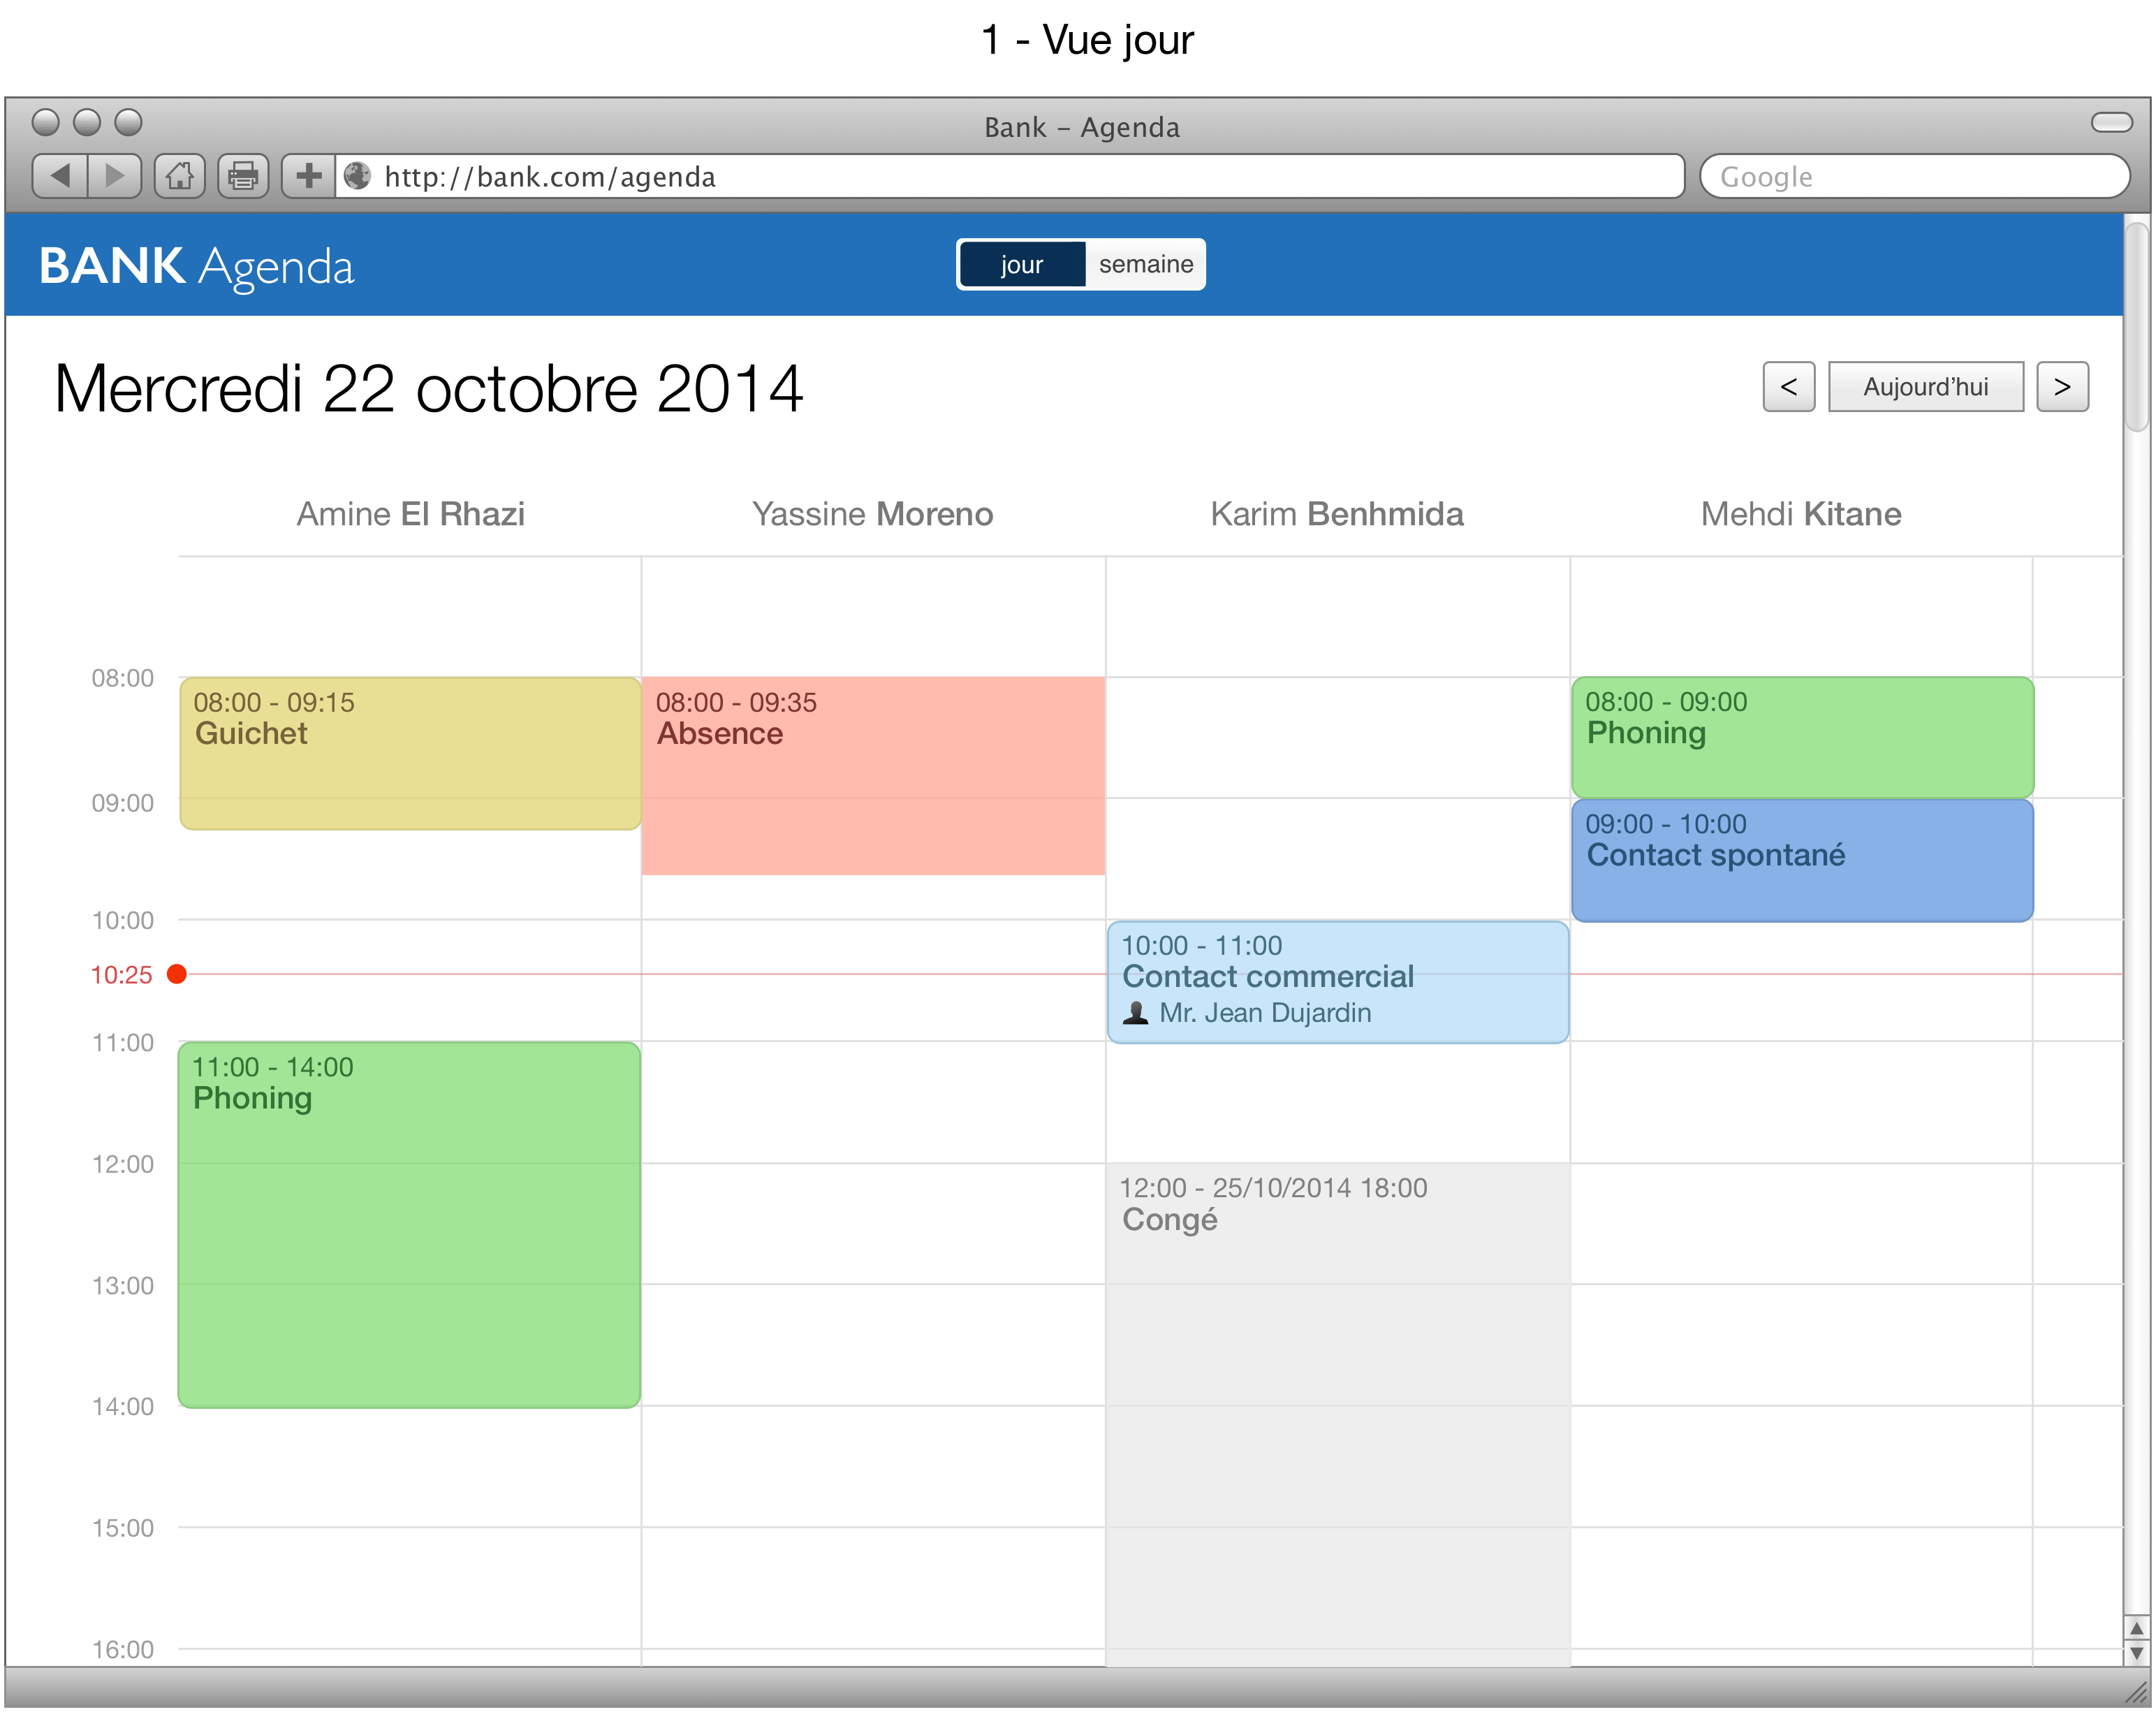 1 - Vue jour
Bank – Agenda
http://bank.com/agenda
Google
BANK Agenda
jour semaine
Mercredi 22 octobre 2014
< Aujourd’hui >
Amine El Rhazi Yassine Moreno Karim Benhmida Mehdi Kitane
08:00
08:00 - 09:15 08:00 - 09:35 08:00 - 09:00
Guichet Absence Phoning
09:00
09:00 - 10:00
Contact spontané
10:00
10:00 - 11:00
10:25 Contact commercial
Mr. Jean Dujardin
11:00
11:00 - 14:00
Phoning
12:00
12:00 - 25/10/2014 18:00
Congé
13:00
14:00
15:00
16:00